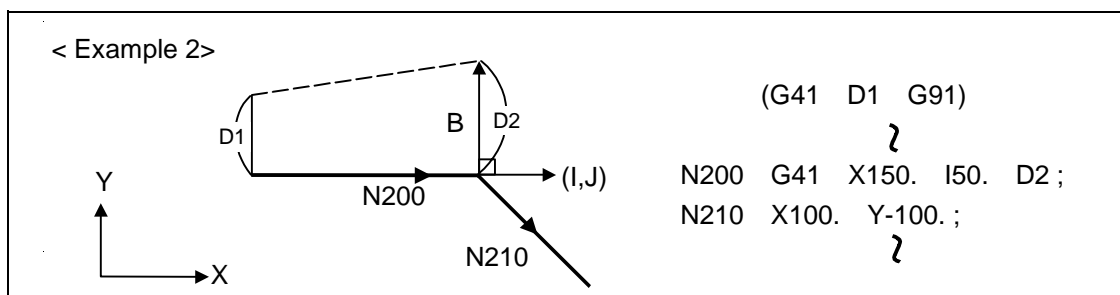 < Example 2>
(G41 D1 G91)
D1
B
D2
N200 G41 X150. I50. D2 ;
(I,J)
N200
Y
N210 X100. Y-100. ;
N210
X